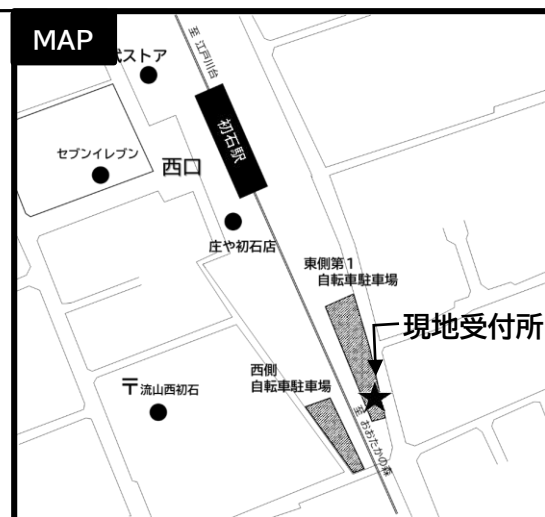 MAP
ストア
至 江戸川台
初石駅
セブンイレブン
西口
庄や初石店
東側第1
自転車駐車場
現地受付所
西側
自転車駐車場
〒流山西初石
至 おおたかの森